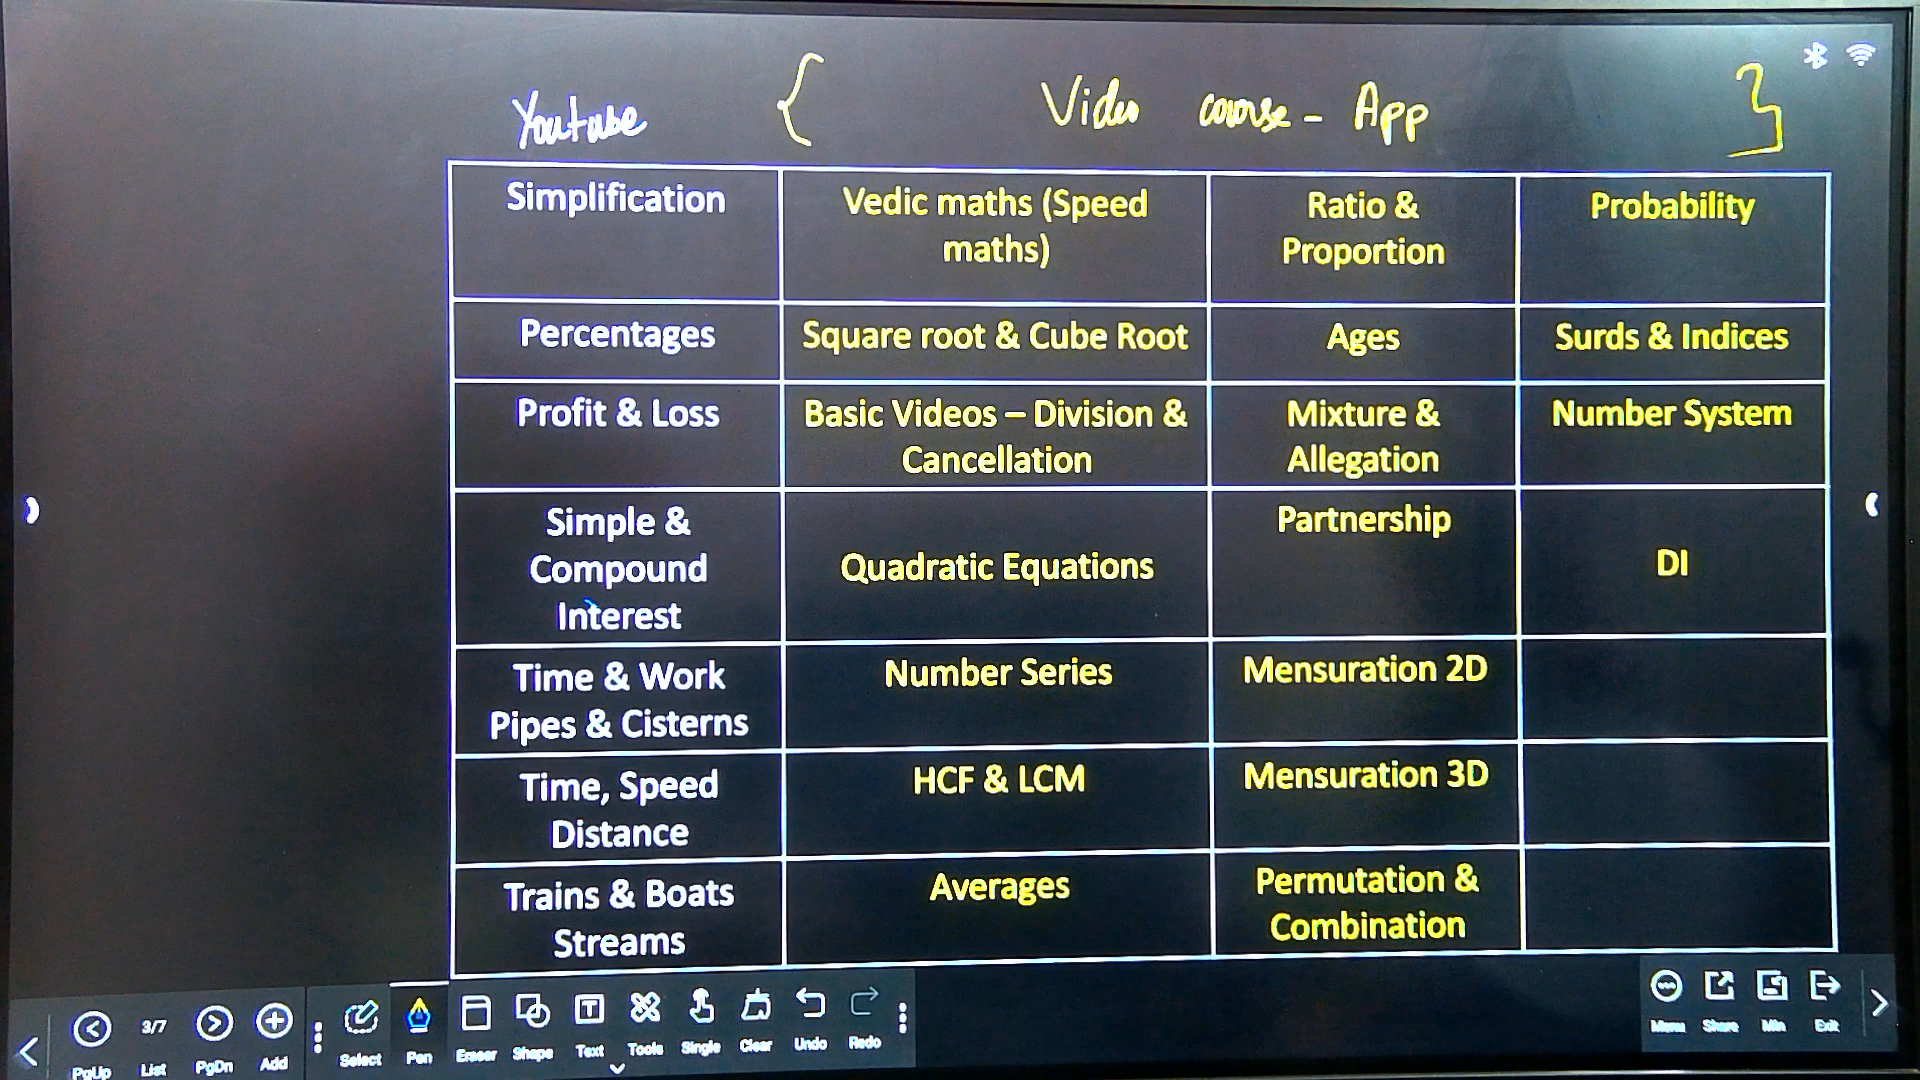 Youtube { Video course - App }
Simplification
Vedic maths (Speed
maths)
Ratio &
Proportion
Probability
Percentages
Square root & Cube Root
Ages
Surds & Indices
Profit & Loss
Basic Videos – Division &
Cancellation
Mixture &
Allegation
Number System
Simple &
Compound
Interest
Quadratic Equations
Partnership
DI
Time & Work
Pipes & Cisterns
Number Series
Mensuration 2D
Time, Speed
Distance
HCF & LCM
Mensuration 3D
Trains & Boats
Streams
Averages
Permutation &
Combination
PgUp
3/7
List
PgDn
Add
Select
Pen
Eraser
Shape
Text
Tools
Single
Clear
Undo
Redo
Menu
Share
Min
Exit